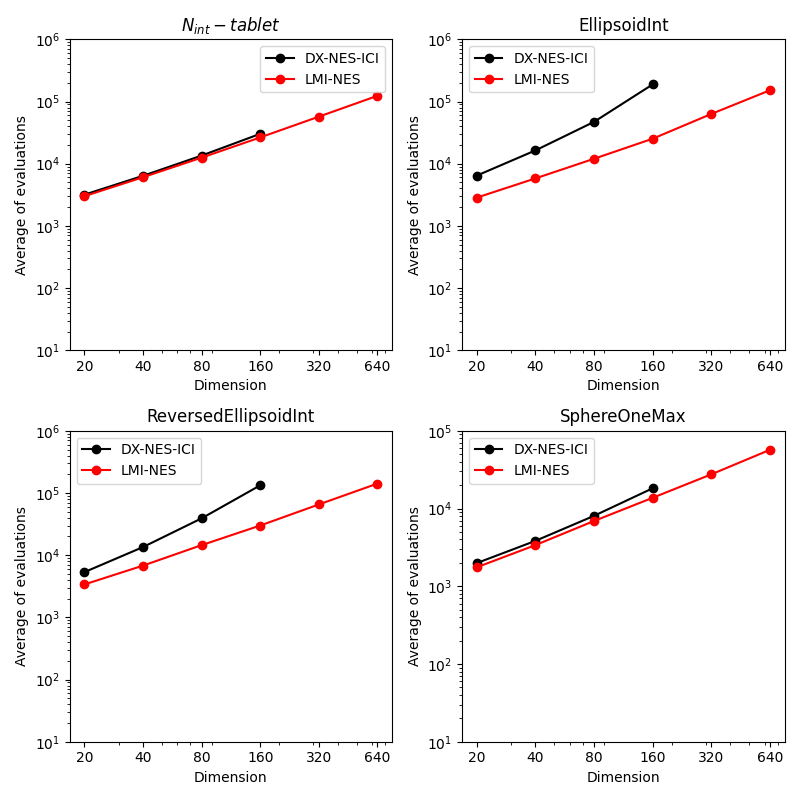 N_int − tablet
DX-NES-ICI
LMI-NES
10^6
10^5
10^4
10^3
10^2
10^1
Average of evaluations
20 40 80 160 320 640
Dimension
EllipsoidInt
DX-NES-ICI
LMI-NES
10^6
10^5
10^4
10^3
10^2
10^1
Average of evaluations
20 40 80 160 320 640
Dimension
ReversedEllipsoidInt
DX-NES-ICI
LMI-NES
10^6
10^5
10^4
10^3
10^2
10^1
Average of evaluations
20 40 80 160 320 640
Dimension
SphereOneMax
DX-NES-ICI
LMI-NES
10^5
10^4
10^3
10^2
10^1
Average of evaluations
20 40 80 160 320 640
Dimension